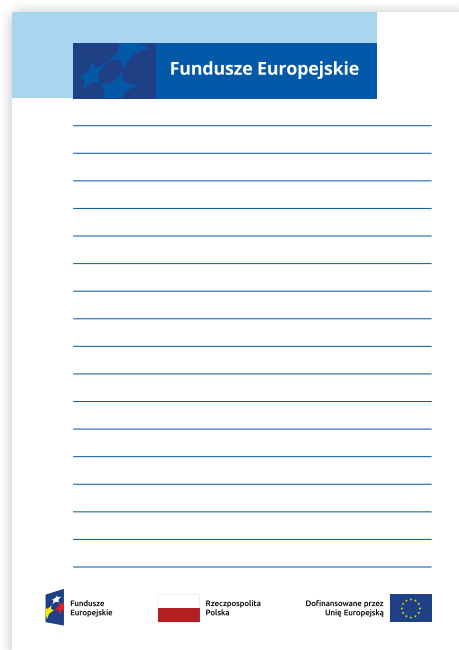 Fundusze Europejskie
Fundusze
Europejskie
Rzeczpospolita
Polska
Dofinansowane przez
Unię Europejską